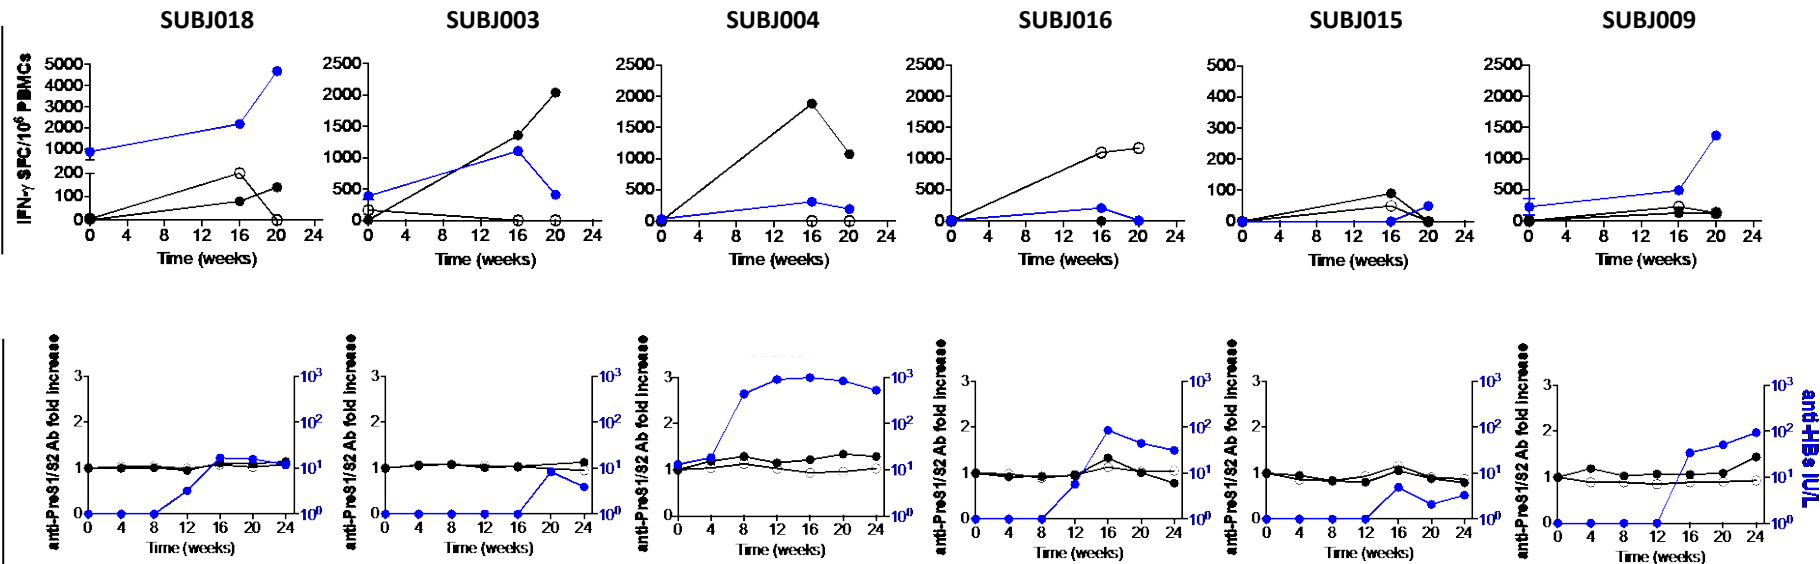 SUBJ018 SUBJ003 SUBJ004 SUBJ016 SUBJ015 SUBJ009
IFN-γ SFC/10⁶ PBMCs
5000
4000
3000
2000
1000
200
100
0
0 4 8 12 16 20 24
Time (weeks)
2500
2000
1500
1000
500
0
0 4 8 12 16 20 24
Time (weeks)
2500
2000
1500
1000
500
0
0 4 8 12 16 20 24
Time (weeks)
2500
2000
1500
1000
500
0
0 4 8 12 16 20 24
Time (weeks)
500
400
300
200
100
0
0 4 8 12 16 20 24
Time (weeks)
2500
2000
1500
1000
500
0
0 4 8 12 16 20 24
Time (weeks)
anti-PreS1/S2 Ab fold increase
3
2
1
0
10³
10²
10¹
10⁰
0 4 8 12 16 20 24
Time (weeks)
anti-PreS1/S2 Ab fold increase
3
2
1
0
10³
10²
10¹
10⁰
0 4 8 12 16 20 24
Time (weeks)
anti-PreS1/S2 Ab fold increase
3
2
1
0
10³
10²
10¹
10⁰
0 4 8 12 16 20 24
Time (weeks)
anti-PreS1/S2 Ab fold increase
3
2
1
0
10³
10²
10¹
10⁰
0 4 8 12 16 20 24
Time (weeks)
anti-PreS1/S2 Ab fold increase
3
2
1
0
10³
10²
10¹
10⁰
0 4 8 12 16 20 24
Time (weeks)
anti-PreS1/S2 Ab fold increase
3
2
1
0
10³
10²
10¹
10⁰
0 4 8 12 16 20 24
Time (weeks)
anti-HBs IU/L